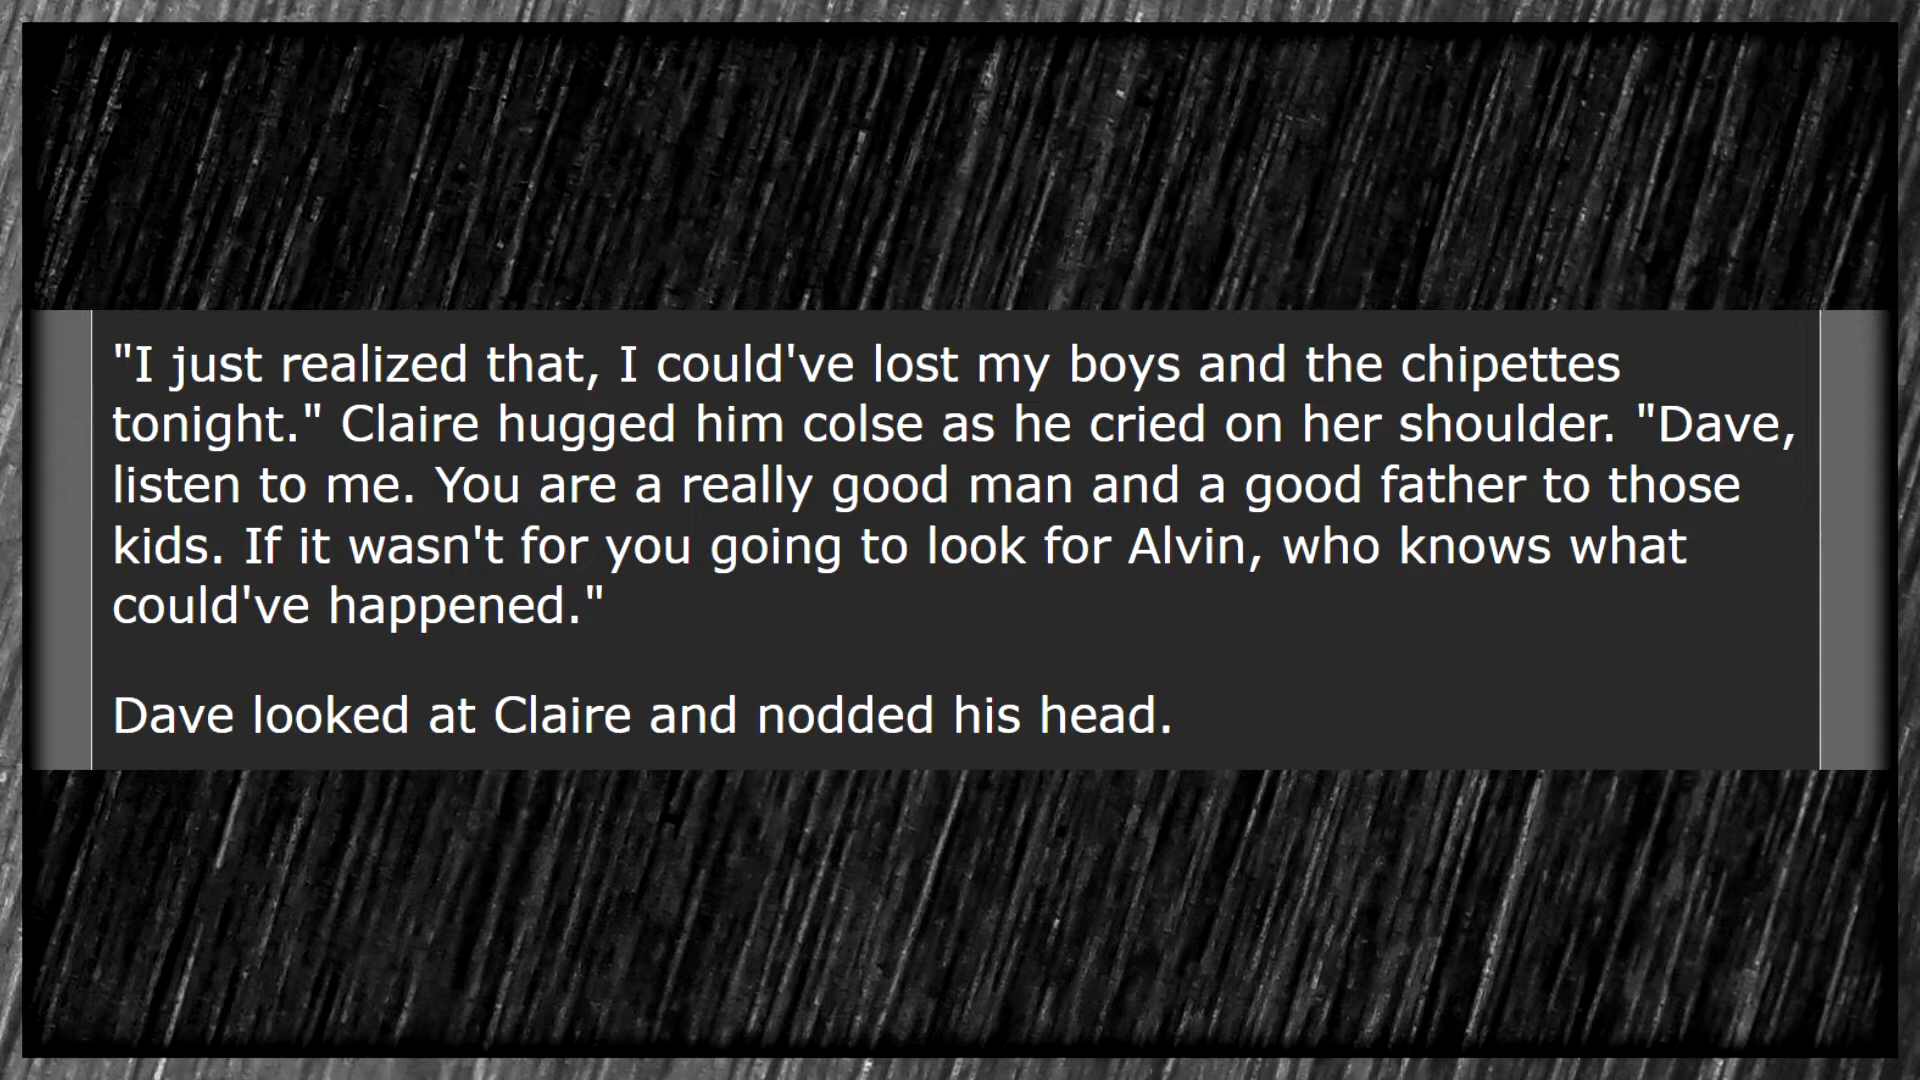 "I just realized that, I could've lost my boys and the chipettes
tonight." Claire hugged him colse as he cried on her shoulder. "Dave,
listen to me. You are a really good man and a good father to those
kids. If it wasn't for you going to look for Alvin, who knows what
could've happened."
Dave looked at Claire and nodded his head.